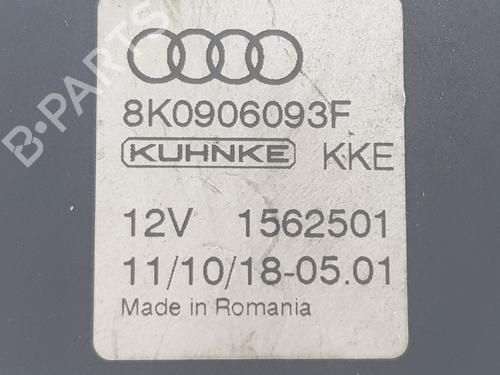 B-PARTS
8K0906093F
KUHNKE KKE
12V 1562501
11/10/18-05.01
Made in Romania